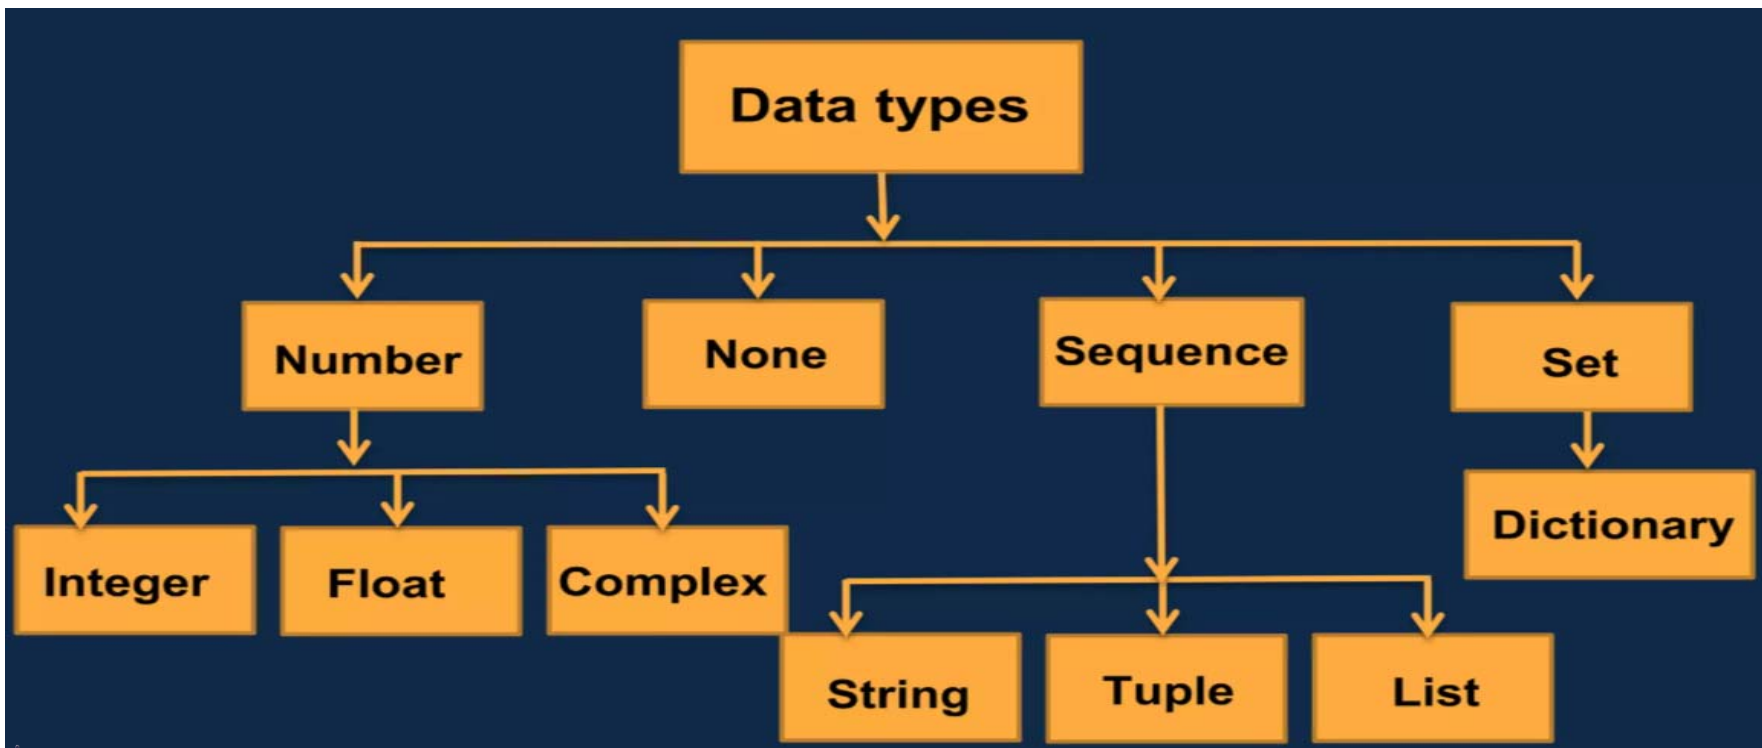 Data types
Number
None
Sequence
Set
Integer
Float
Complex
Dictionary
String
Tuple
List